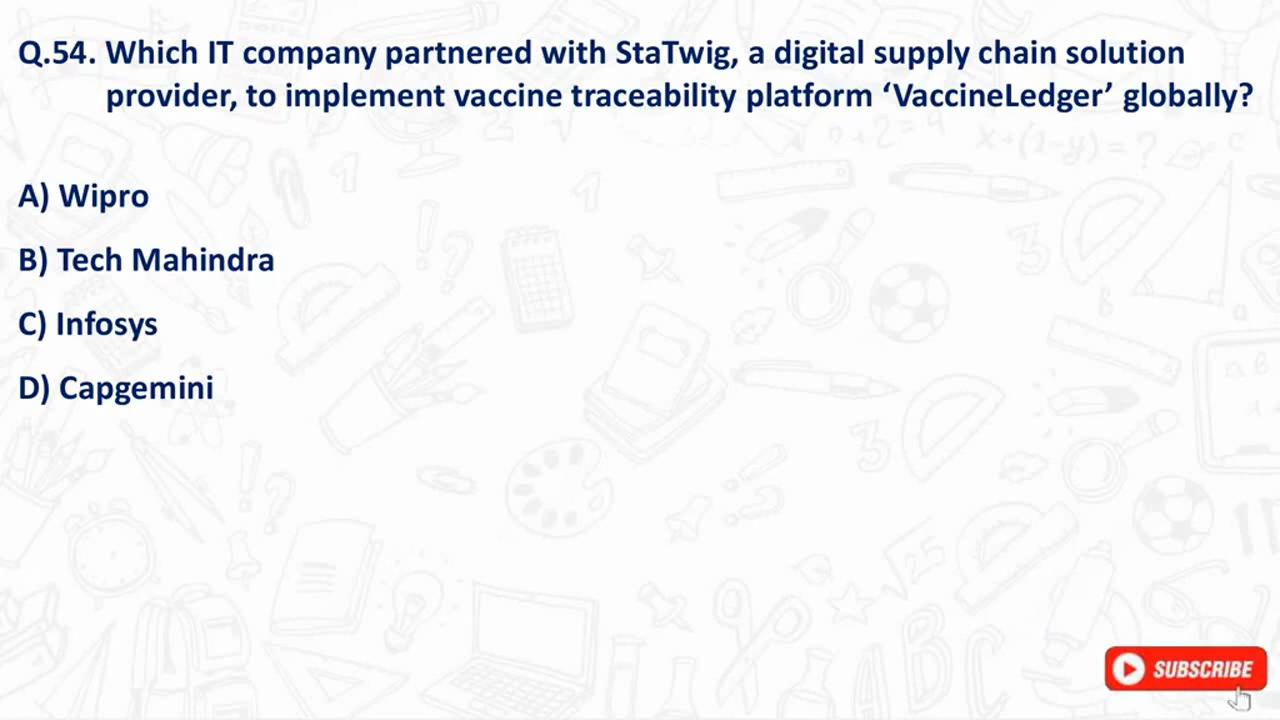 Q.54. Which IT company partnered with StaTwig, a digital supply chain solution
provider, to implement vaccine traceability platform ‘VaccineLedger’ globally?
A) Wipro
B) Tech Mahindra
C) Infosys
D) Capgemini
SUBSCRIBE